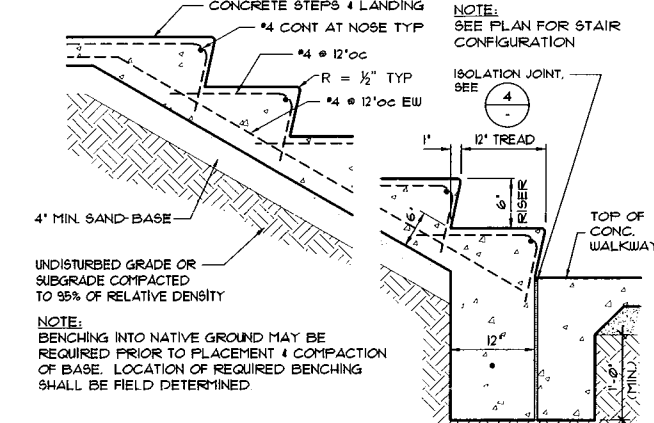 CONCRETE STEPS & LANDING
#4 CONT AT NOSE TYP
#4 @ 12"OC
R = ½" TYP
#4 @ 12"OC EW
NOTE:
SEE PLAN FOR STAIR
CONFIGURATION
ISOLATION JOINT,
SEE
4
-
1"
12" TREAD
6"
RISER
6"
TOP OF
CONC.
WALKWAY
4" MIN. SAND BASE
UNDISTURBED GRADE OR
SUBGRADE COMPACTED
TO 95% OF RELATIVE DENSITY
NOTE:
BENCHING INTO NATIVE GROUND MAY BE
REQUIRED PRIOR TO PLACEMENT & COMPACTION
OF BASE. LOCATION OF REQUIRED BENCHING
SHALL BE FIELD DETERMINED.
12"
1'-0"
(MIN.)